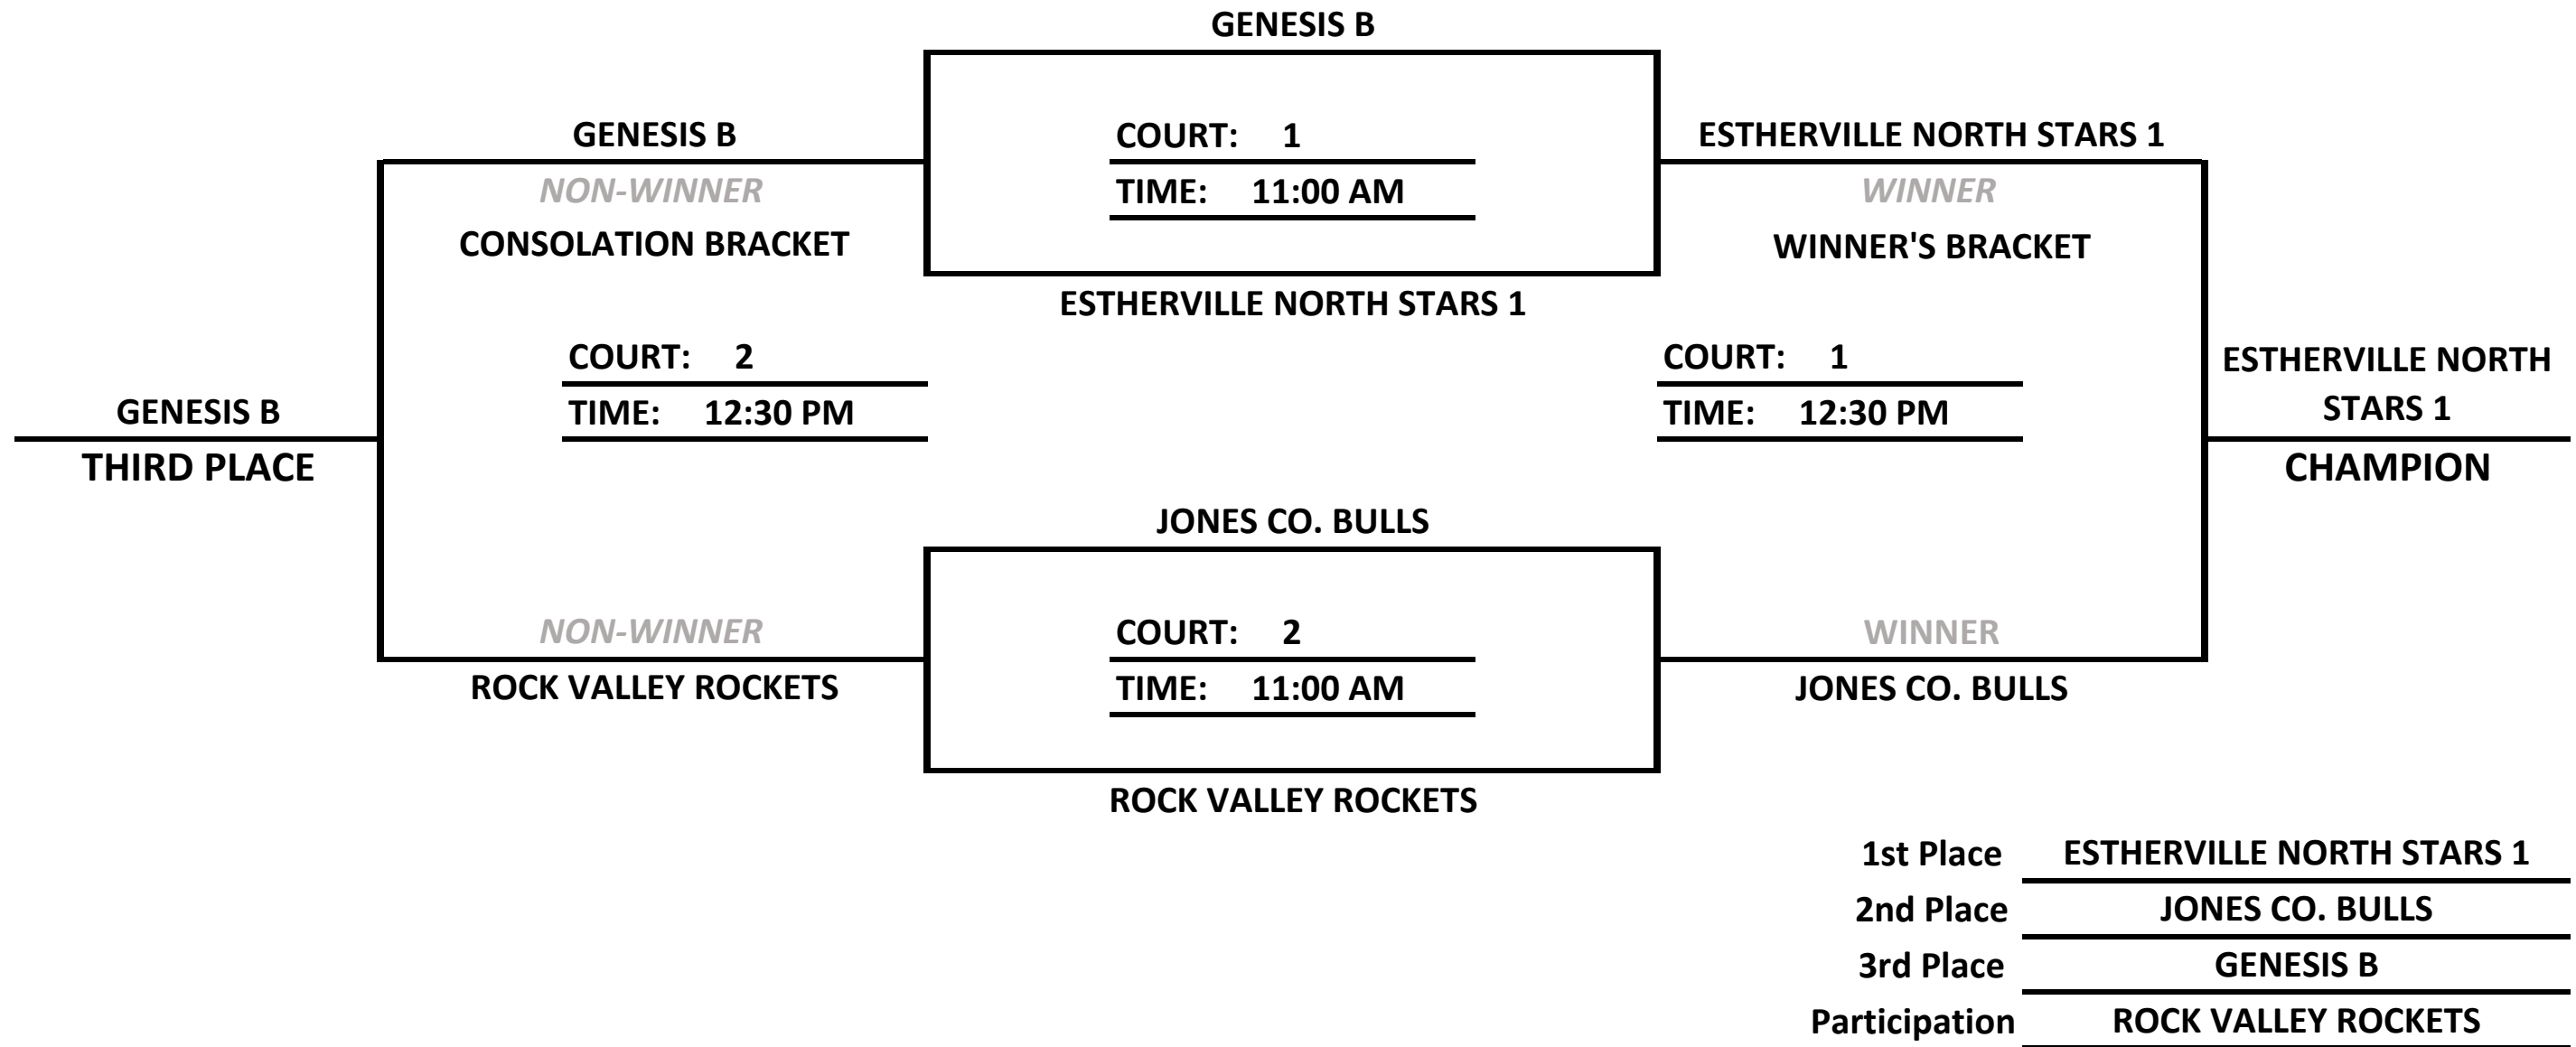 GENESIS B
GENESIS B
COURT: 1
ESTHERVILLE NORTH STARS 1
NON-WINNER
TIME: 11:00 AM
WINNER
CONSOLATION BRACKET
WINNER'S BRACKET
ESTHERVILLE NORTH STARS 1
COURT: 2
COURT: 1
ESTHERVILLE NORTH
STARS 1
GENESIS B
TIME: 12:30 PM
TIME: 12:30 PM
THIRD PLACE
CHAMPION
JONES CO. BULLS
NON-WINNER
COURT: 2
WINNER
ROCK VALLEY ROCKETS
TIME: 11:00 AM
JONES CO. BULLS
ROCK VALLEY ROCKETS
1st Place ESTHERVILLE NORTH STARS 1
2nd Place JONES CO. BULLS
3rd Place GENESIS B
Participation ROCK VALLEY ROCKETS